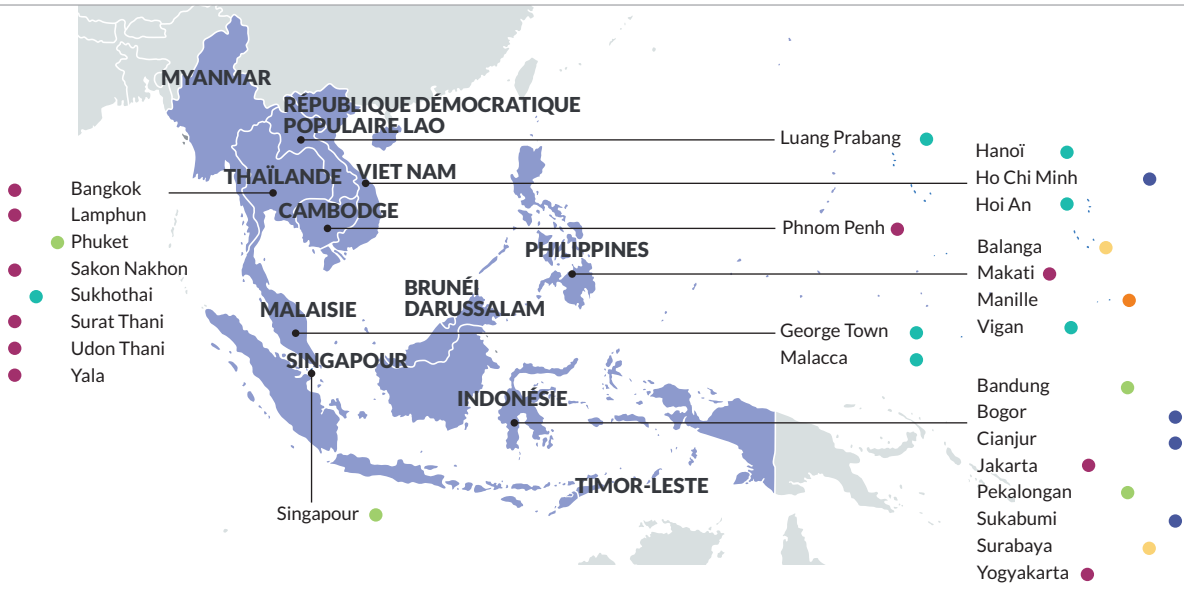 MYANMAR
RÉPUBLIQUE DÉMOCRATIQUE
POPULAIRE LAO
THAÏLANDE
VIET NAM
CAMBODGE
PHILIPPINES
BRUNÉI
DARUSSALAM
MALAISIE
SINGAPOUR
INDONÉSIE
TIMOR-LESTE
Bangkok
Lamphun
Phuket
Sakon Nakhon
Sukhothai
Surat Thani
Udon Thani
Yala
Singapour
Luang Prabang
Phnom Penh
George Town
Malacca
Hanoï
Ho Chi Minh
Hoi An
Balanga
Makati
Manille
Vigan
Bandung
Bogor
Cianjur
Jakarta
Pekalongan
Sukabumi
Surabaya
Yogyakarta